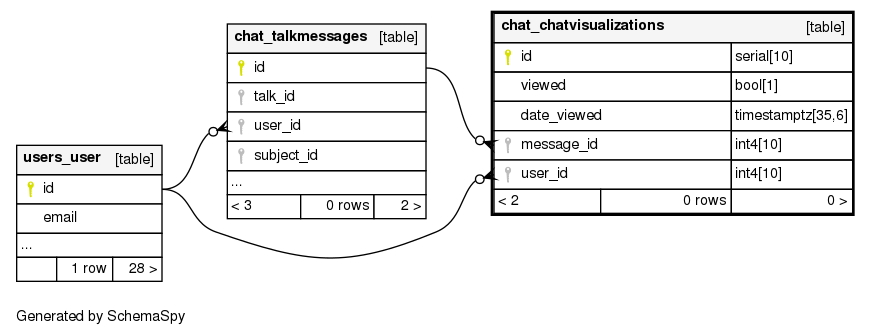 chat_talkmessages [table]
id
talk_id
user_id
subject_id
...
< 3 0 rows 2 >
chat_chatvisualizations [table]
id serial[10]
viewed bool[1]
date_viewed timestamptz[35,6]
message_id int4[10]
user_id int4[10]
< 2 0 rows 0 >
users_user [table]
id
email
...
1 row 28 >
Generated by SchemaSpy